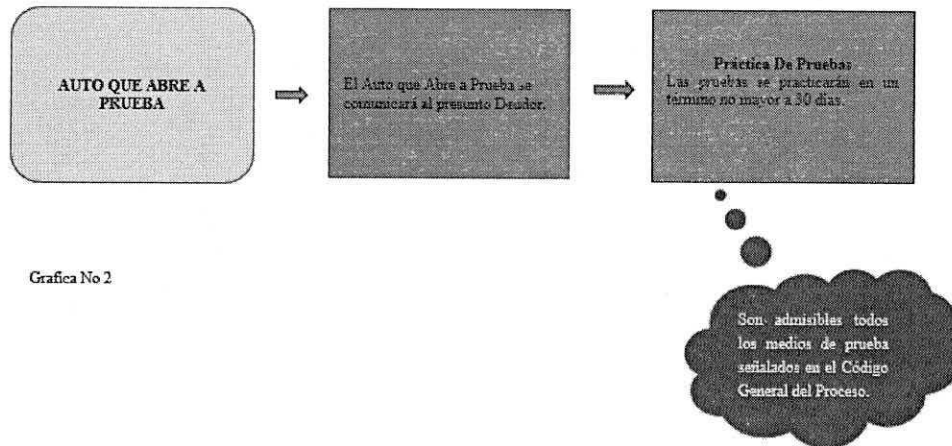 AUTO QUE ABRE A
PRUEBA
El Auto que Abre a Prueba se
comunicará al presunto Deudor.
Práctica De Pruebas
Las pruebas se practicarán en un
término no mayor a 30 días.
Grafica No 2
Son admisibles todos
los medios de prueba
señalados en el Código
General del Proceso.